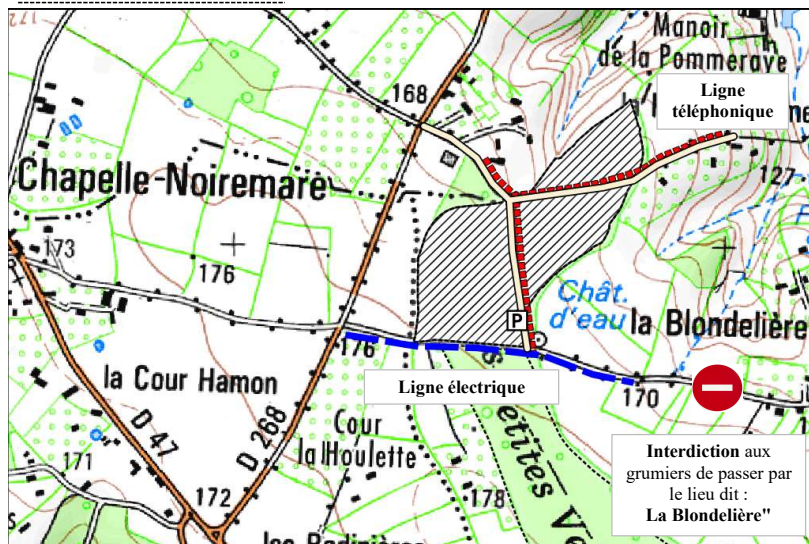 Manoir
de la Pommeraye
Ligne
téléphonique
168
127
Chapelle-Noiremare
173
176
Chât.
d'eau
la Blondelière
P
176
la Cour Hamon
Ligne électrique
170
D 47
D 268
Cour
la Houlette
171
172
178
Interdiction aux
grumiers de passer par
le lieu dit :
La Blondelière"